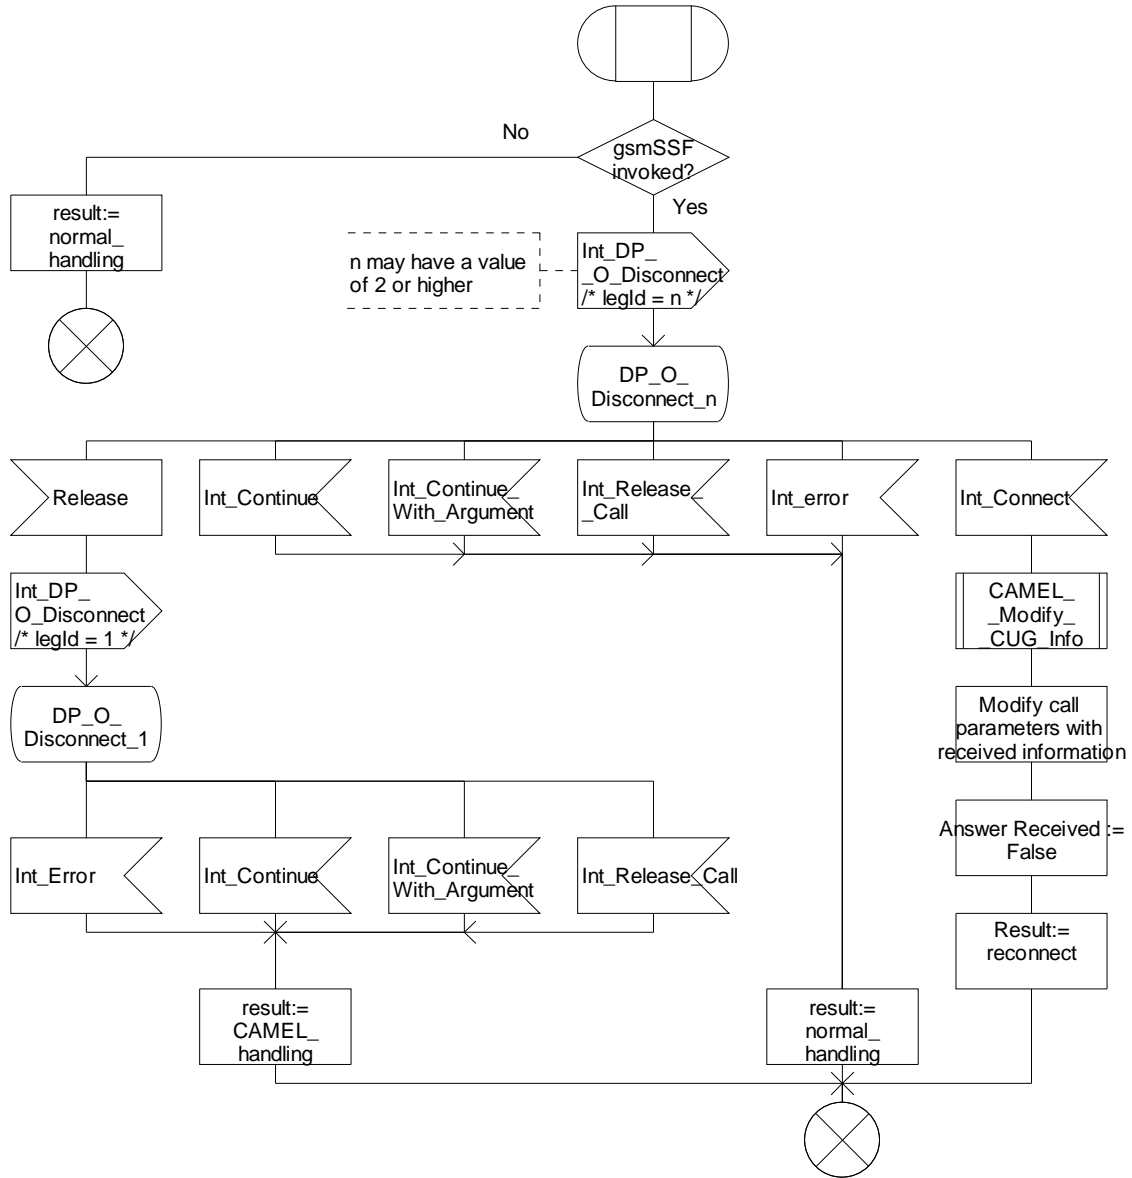 No
gsmSSF
invoked?
Yes
result:=
normal_
handling
n may have a value
of 2 or higher
Int_DP_
_O_Disconnect
/* legId = n */
DP_O_
Disconnect_n
Release
Int_Continue
Int_Continue_
With_Argument
Int_Release_
_Call
Int_error
Int_Connect
Int_DP_
O_Disconnect
/* legId = 1 */
CAMEL_
_Modify_
_CUG_Info
DP_O_
Disconnect_1
Modify call
parameters with
received information
Answer Received :=
False
Int_Error
Int_Continue
Int_Continue_
With_Argument
Int_Release_Call
Result:=
reconnect
result:=
CAMEL_
handling
result:=
normal_
handling